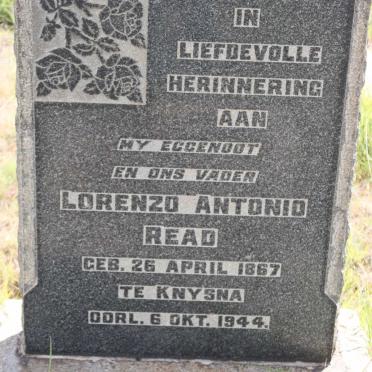 IN
LIEFDEVOLLE
HERINNERING
AAN
MY EGGENOOT
EN ONS VADER
LORENZO ANTONIO
READ
GEB. 26 APRIL 1867
TE KNYSNA
OORL. 6 OKT. 1944.